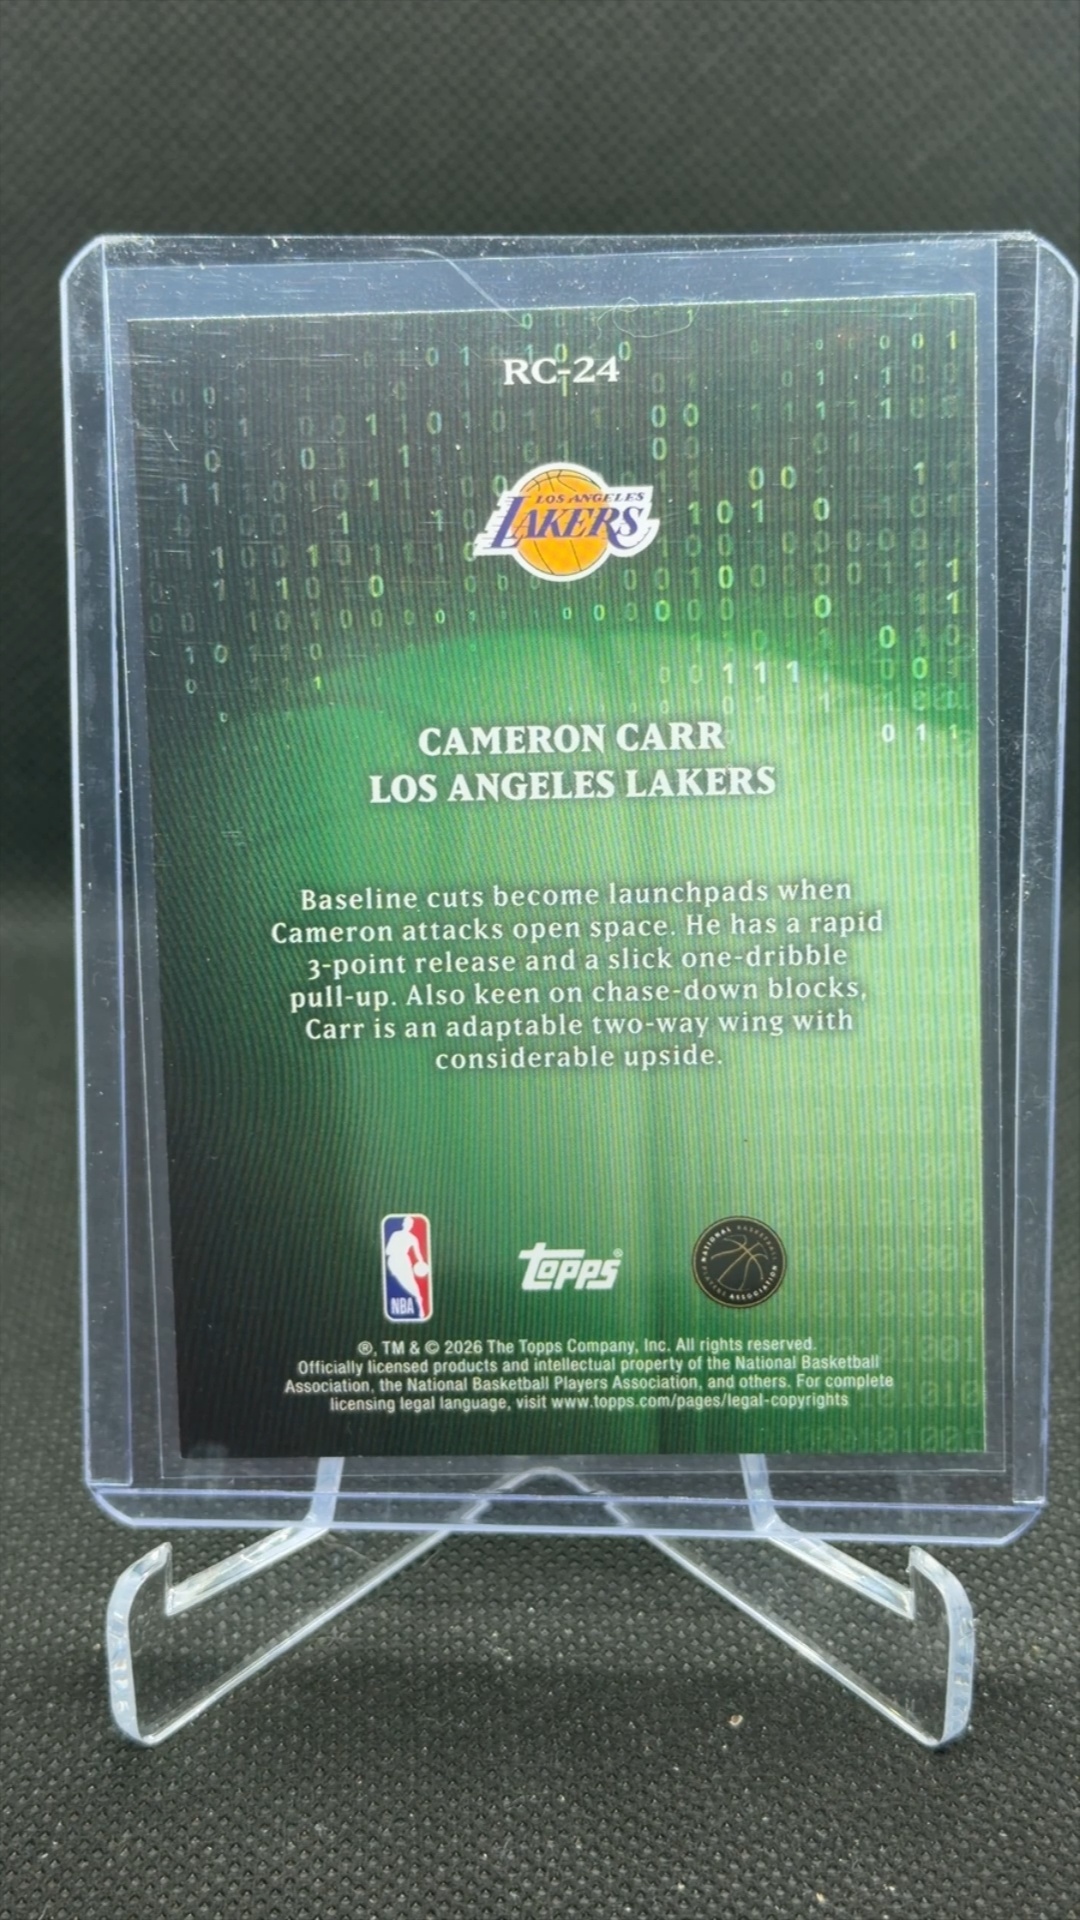 RC-24
LOS ANGELES
LAKERS
CAMERON CARR
LOS ANGELES LAKERS
Baseline cuts become launchpads when
Cameron attacks open space. He has a rapid
3-point release and a slick one-dribble
pull-up. Also keen on chase-down blocks,
Carr is an adaptable two-way wing with
considerable upside.
NBA
Topps®
NATIONAL BASKETBALL PLAYERS ASSOCIATION
®, TM & © 2026 The Topps Company, Inc. All rights reserved.
Officially licensed products and intellectual property of the National Basketball
Association, the National Basketball Players Association, and others. For complete
licensing legal language, visit www.topps.com/pages/legal-copyrights